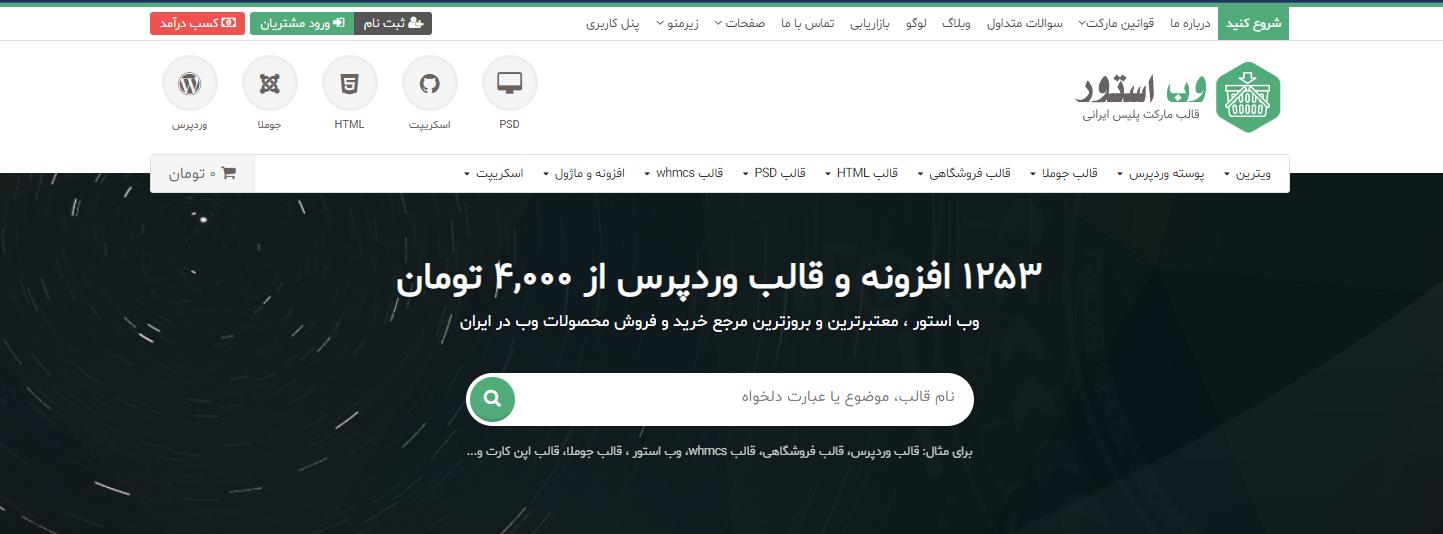 شروع کنید درباره ما قوانین مارکت سوالات متداول وبلاگ لوگو بازاریابی تماس با ما صفحات زیرمنو پنل کاربری ثبت نام ورود مشتریان کسب درآمد
وب استور
قالب مارکت پلیس ایرانی
PSD اسکریپت HTML جوملا وردپرس
ویترین پوسته وردپرس قالب جوملا قالب فروشگاهی قالب HTML قالب PSD قالب whmcs افزونه و ماژول اسکریپت ۰ تومان
۱۲۵۳ افزونه و قالب وردپرس از ۴,۰۰۰ تومان
وب استور ، معتبرترین و بروزترین مرجع خرید و فروش محصولات وب در ایران
نام قالب، موضوع یا عبارت دلخواه
برای مثال: قالب وردپرس، قالب فروشگاهی، قالب whmcs، وب استور ، قالب جوملا، قالب اپن کارت و...